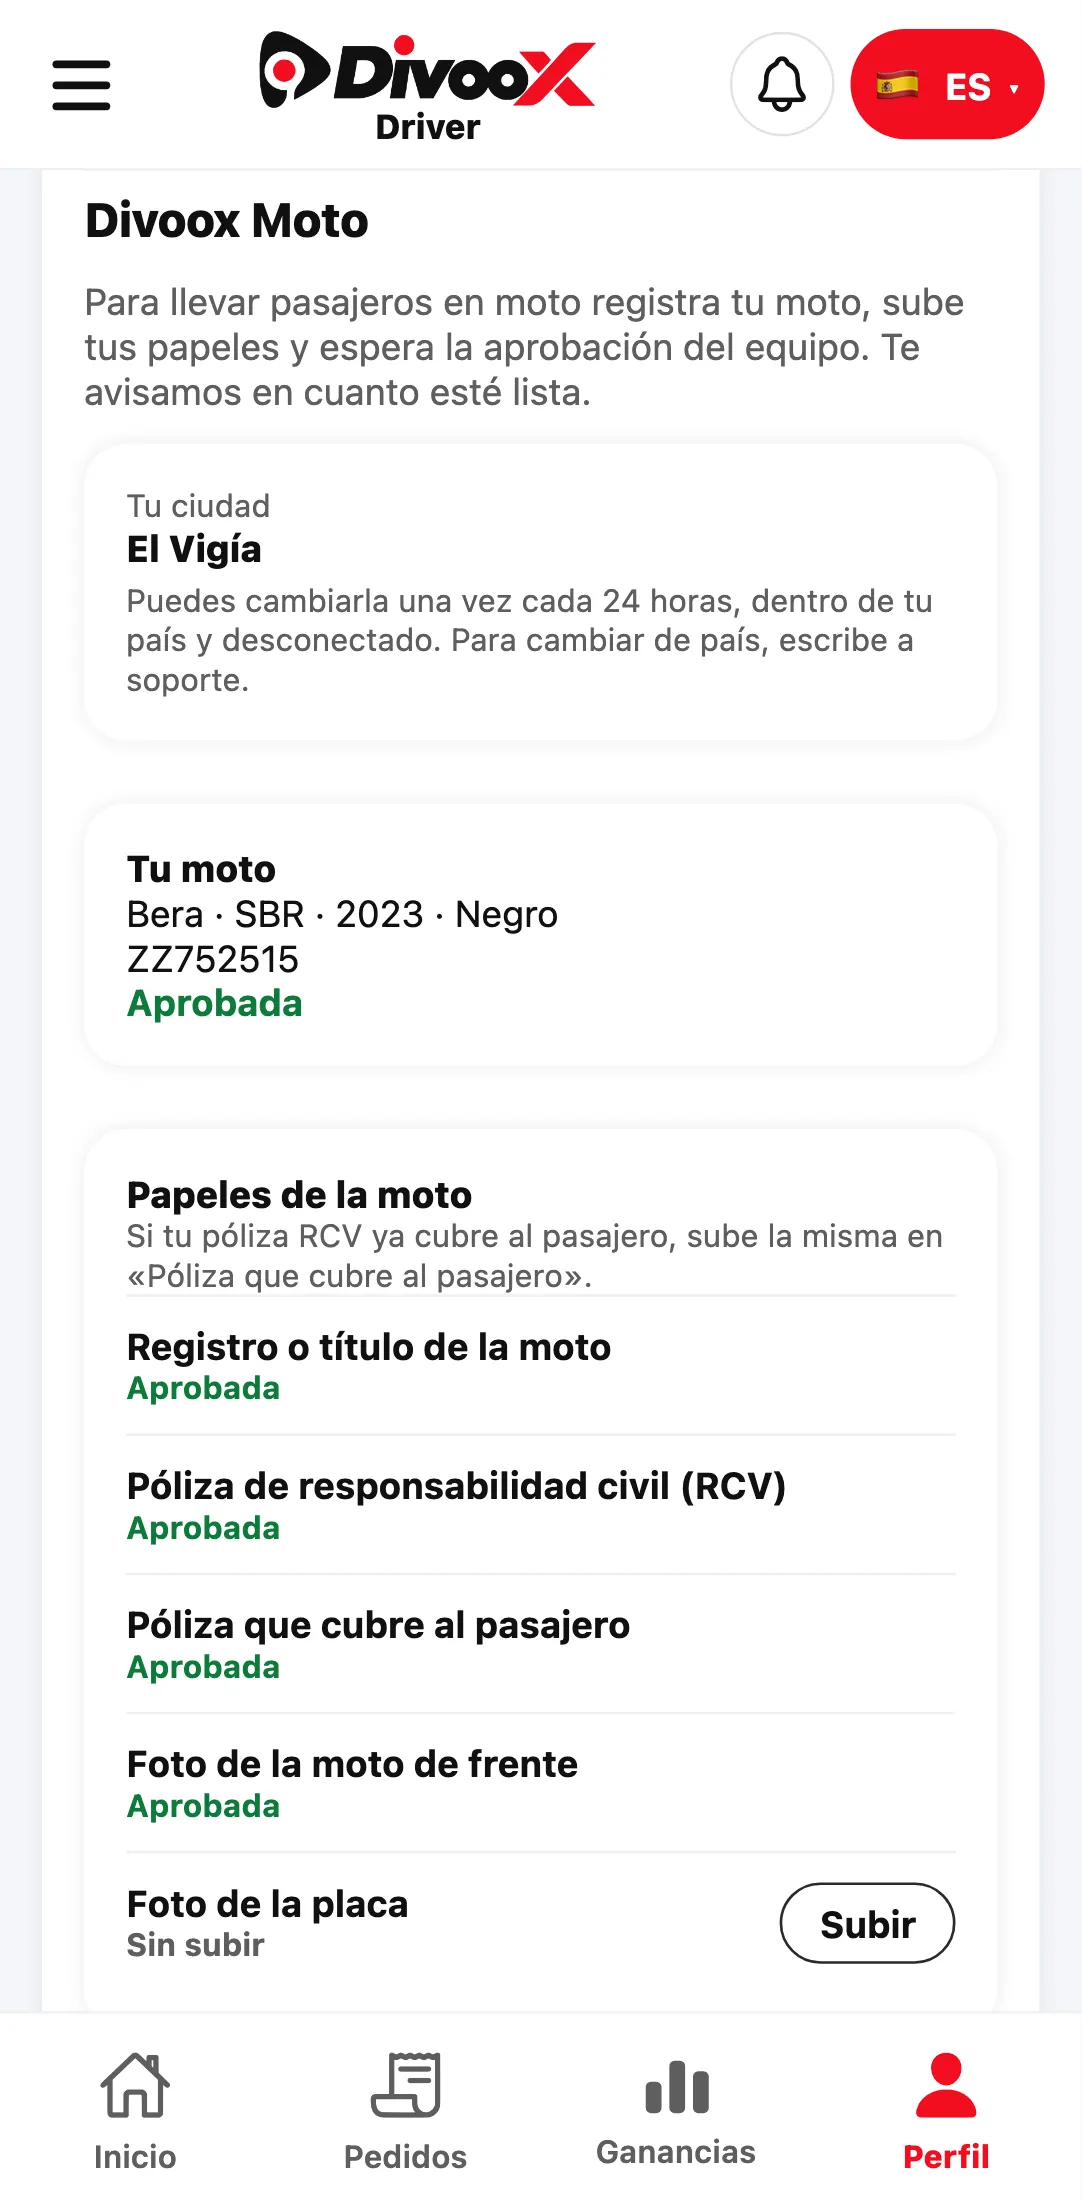 DivooX
Driver
ES
Divoox Moto
Para llevar pasajeros en moto registra tu moto, sube
tus papeles y espera la aprobación del equipo. Te
avisamos en cuanto esté lista.
Tu ciudad
El Vigía
Puedes cambiarla una vez cada 24 horas, dentro de tu
país y desconectado. Para cambiar de país, escribe a
soporte.
Tu moto
Bera · SBR · 2023 · Negro
ZZ752515
Aprobada
Papeles de la moto
Si tu póliza RCV ya cubre al pasajero, sube la misma en
«Póliza que cubre al pasajero».
Registro o título de la moto
Aprobada
Póliza de responsabilidad civil (RCV)
Aprobada
Póliza que cubre al pasajero
Aprobada
Foto de la moto de frente
Aprobada
Foto de la placa
Sin subir
Subir
Inicio
Pedidos
Ganancias
Perfil